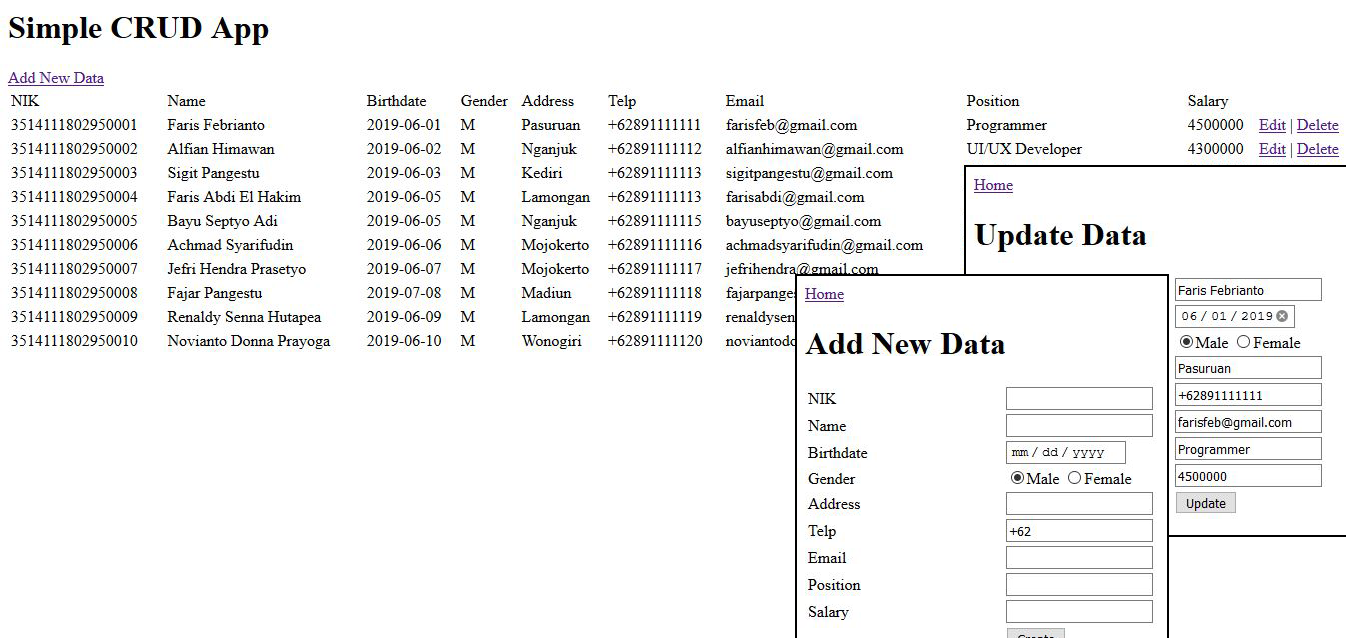 Simple CRUD App
Add New Data
NIK Name Birthdate Gender Address Telp Email Position Salary
3514111802950001 Faris Febrianto 2019-06-01 M Pasuruan +62891111111 farisfeb@gmail.com Programmer 4500000 Edit | Delete
3514111802950002 Alfian Himawan 2019-06-02 M Nganjuk +62891111112 alfianhimawan@gmail.com UI/UX Developer 4300000 Edit | Delete
3514111802950003 Sigit Pangestu 2019-06-03 M Kediri +62891111113 sigitpangestu@gmail.com
3514111802950004 Faris Abdi El Hakim 2019-06-05 M Lamongan +62891111113 farisabdi@gmail.com
3514111802950005 Bayu Septyo Adi 2019-06-05 M Nganjuk +62891111115 bayuseptyo@gmail.com
3514111802950006 Achmad Syarifudin 2019-06-06 M Mojokerto +62891111116 achmadsyarifudin@gmail.com
3514111802950007 Jefri Hendra Prasetyo 2019-06-07 M Mojokerto +62891111117 jefrihendra@gmail.com
3514111802950008 Fajar Pangestu 2019-07-08 M Madiun +62891111118
3514111802950009 Renaldy Senna Hutapea 2019-06-09 M Lamongan +62891111119 renaldysen
3514111802950010 Novianto Donna Prayoga 2019-06-10 M Wonogiri +62891111120
Home
Update Data
Faris Febrianto
06 / 01 / 2019
Male Female
Pasuruan
+62891111111
farisfeb@gmail.com
Programmer
4500000
Update
Home
Add New Data
NIK
Name
Birthdate mm / dd / yyyy
Gender Male Female
Address
Telp +62
Email
Position
Salary